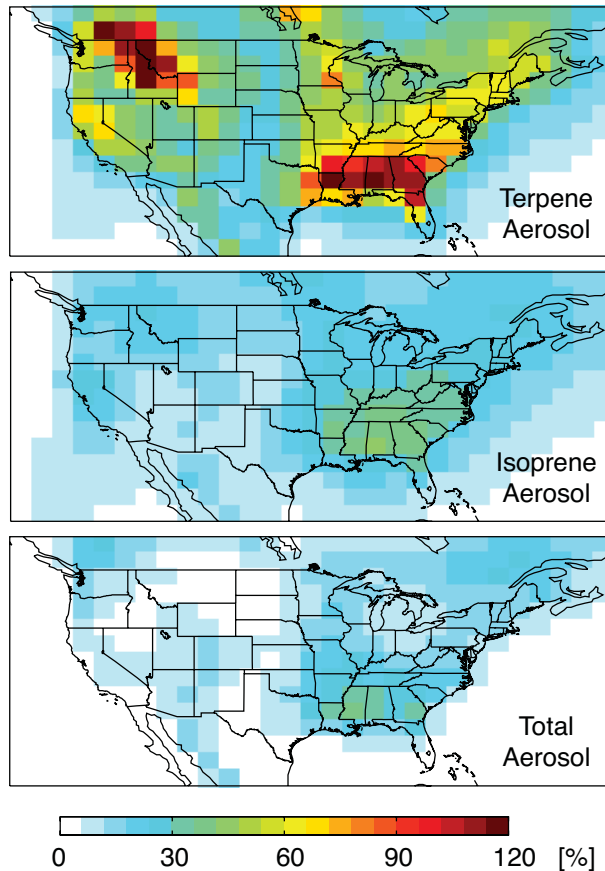 Terpene
Aerosol
Isoprene
Aerosol
Total
Aerosol
0 30 60 90 120 [%]